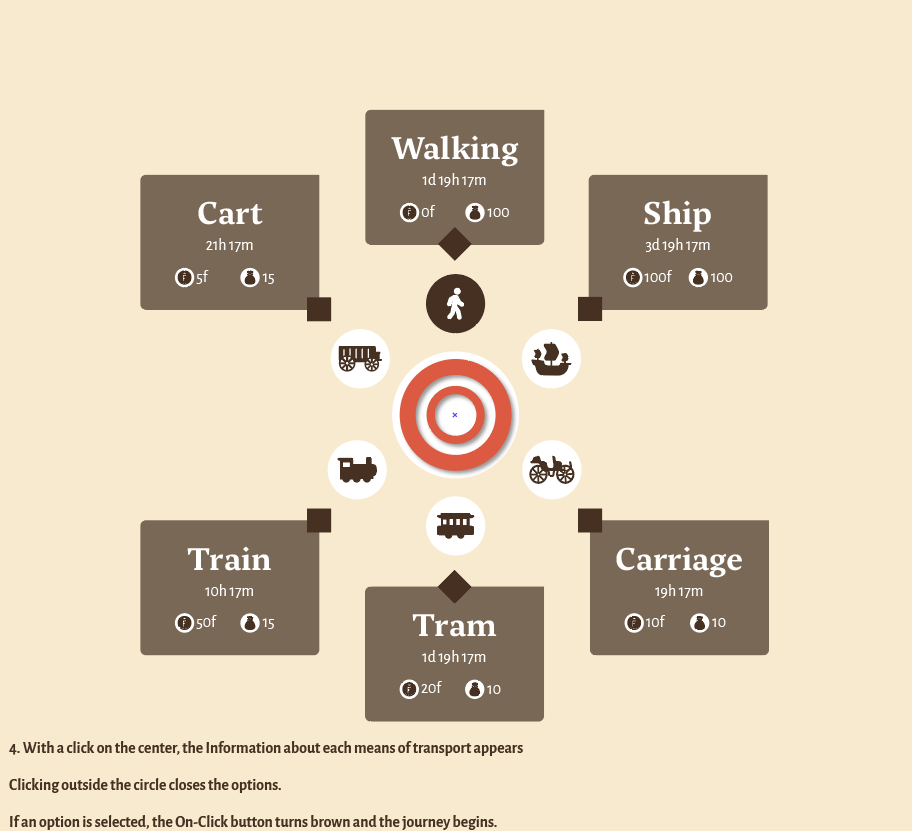 Walking
1d 19h 17m
0f 100
Cart
21h 17m
5f 15
Ship
3d 19h 17m
100f 100
Train
10h 17m
50f 15
Carriage
19h 17m
10f 10
Tram
1d 19h 17m
20f 10
4. With a click on the center, the Information about each means of transport appears
Clicking outside the circle closes the options.
If an option is selected, the On-Click button turns brown and the journey begins.